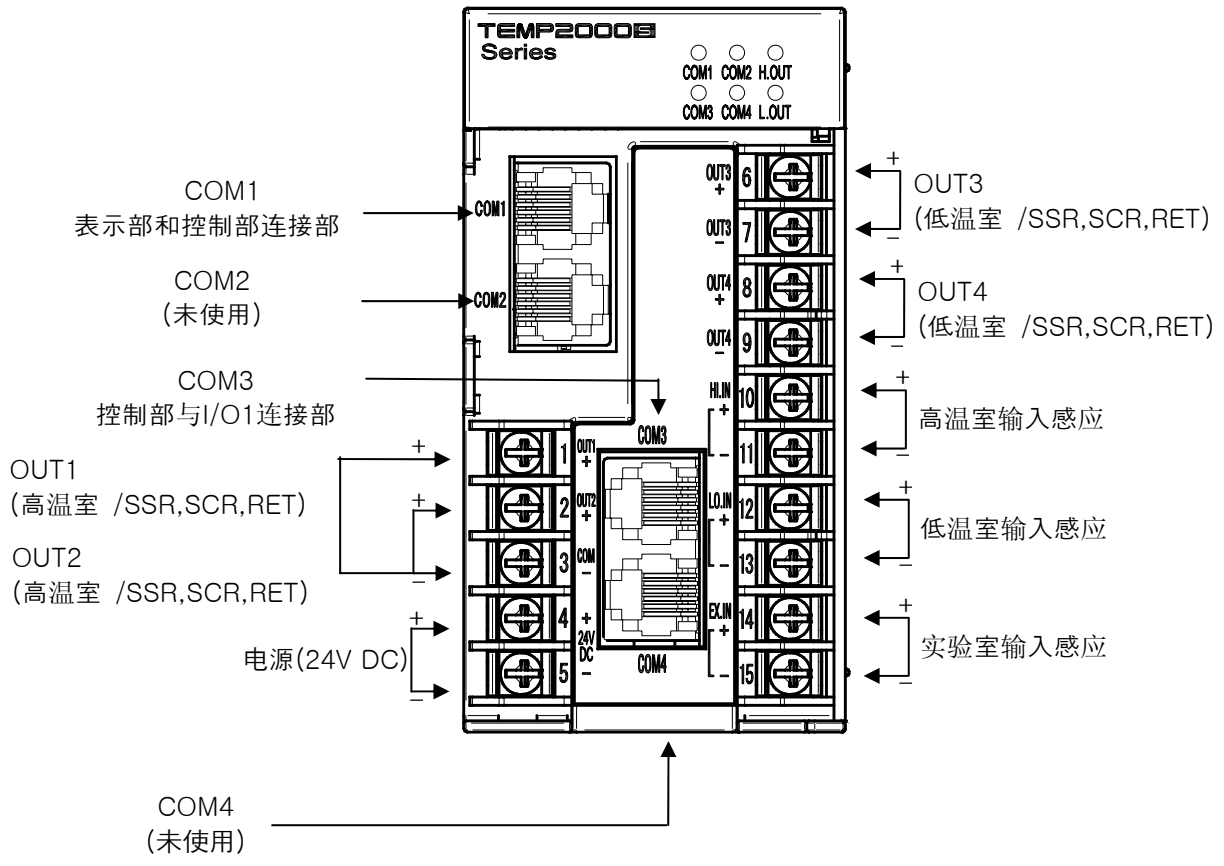 TEMP2000S
Series
COM1 COM2 H.OUT
COM3 COM4 L.OUT
COM1
表示部和控制部连接部
COM2
(未使用)
COM3
控制部与I/O1连接部
OUT1
(高温室 /SSR,SCR,RET)
OUT2
(高温室 /SSR,SCR,RET)
电源(24V DC)
COM4
(未使用)
+
+
−
+
−
COM1
COM2
COM3
COM4
1
2
3
4
5
OUT1
+
OUT2
+
COM
−
+
24V
DC
−
OUT3
+
OUT3
−
OUT4
+
OUT4
−
HI.IN
+
−
LO.IN
+
−
EX.IN
+
−
6
7
8
9
10
11
12
13
14
15
+
−
OUT3
(低温室 /SSR,SCR,RET)
+
−
OUT4
(低温室 /SSR,SCR,RET)
+
−
高温室输入感应
+
−
低温室输入感应
+
−
实验室输入感应